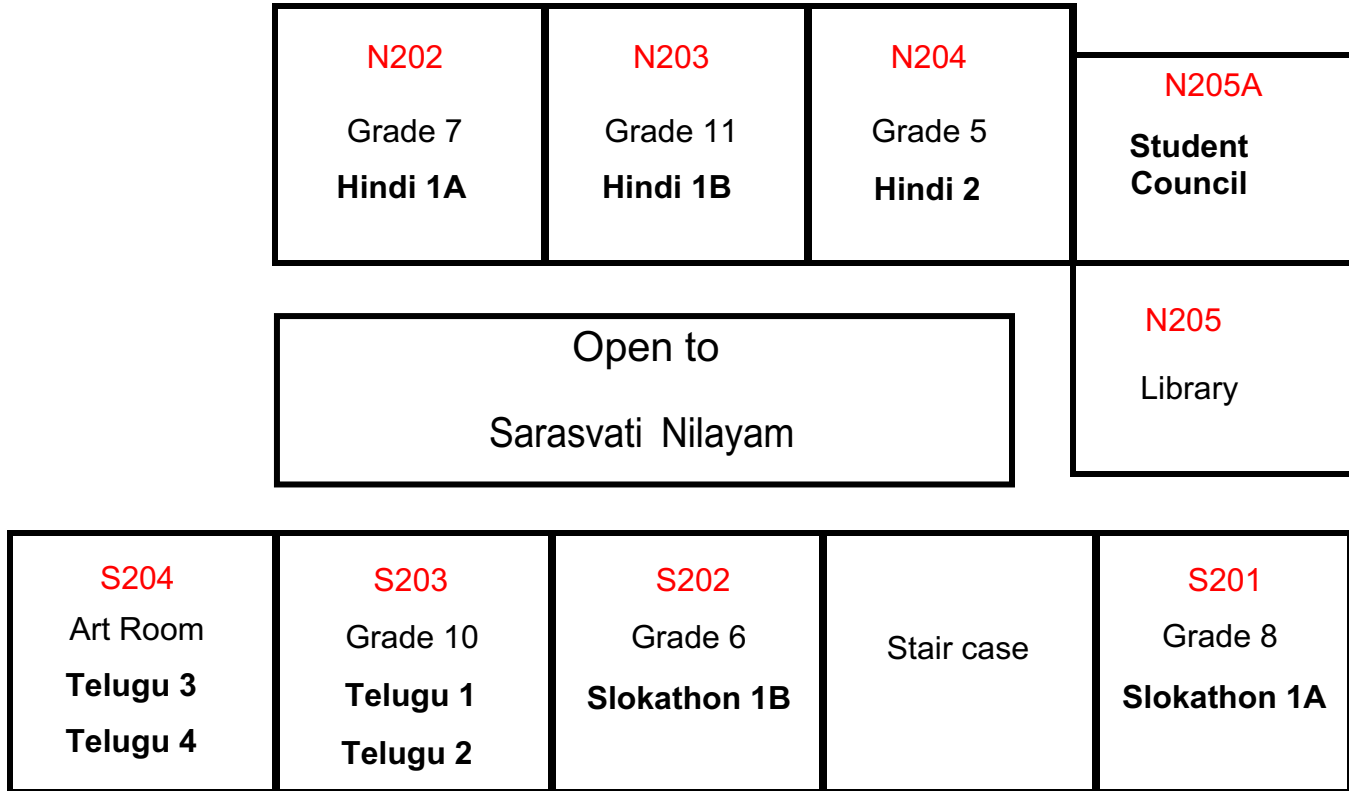 N202
Grade 7
Hindi 1A
N203
Grade 11
Hindi 1B
N204
Grade 5
Hindi 2
N205A
Student
Council
N205
Library
Open to
Sarasvati Nilayam
S204
Art Room
Telugu 3
Telugu 4
S203
Grade 10
Telugu 1
Telugu 2
S202
Grade 6
Slokathon 1B
Stair case
S201
Grade 8
Slokathon 1A